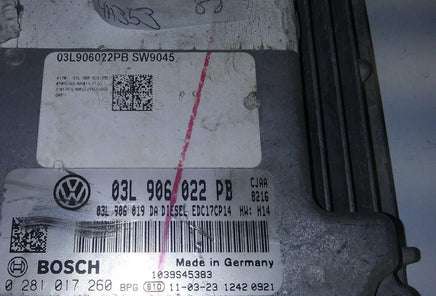 03L906022PB SW9045
03L 906 022 PB
CJAA
8216
03L 906 019 DA DIESEL EDC17CP14 HW: H14
BOSCH
Made in Germany
1039S45383
0 281 017 260 BPG 610 11-03-23 1242 0921